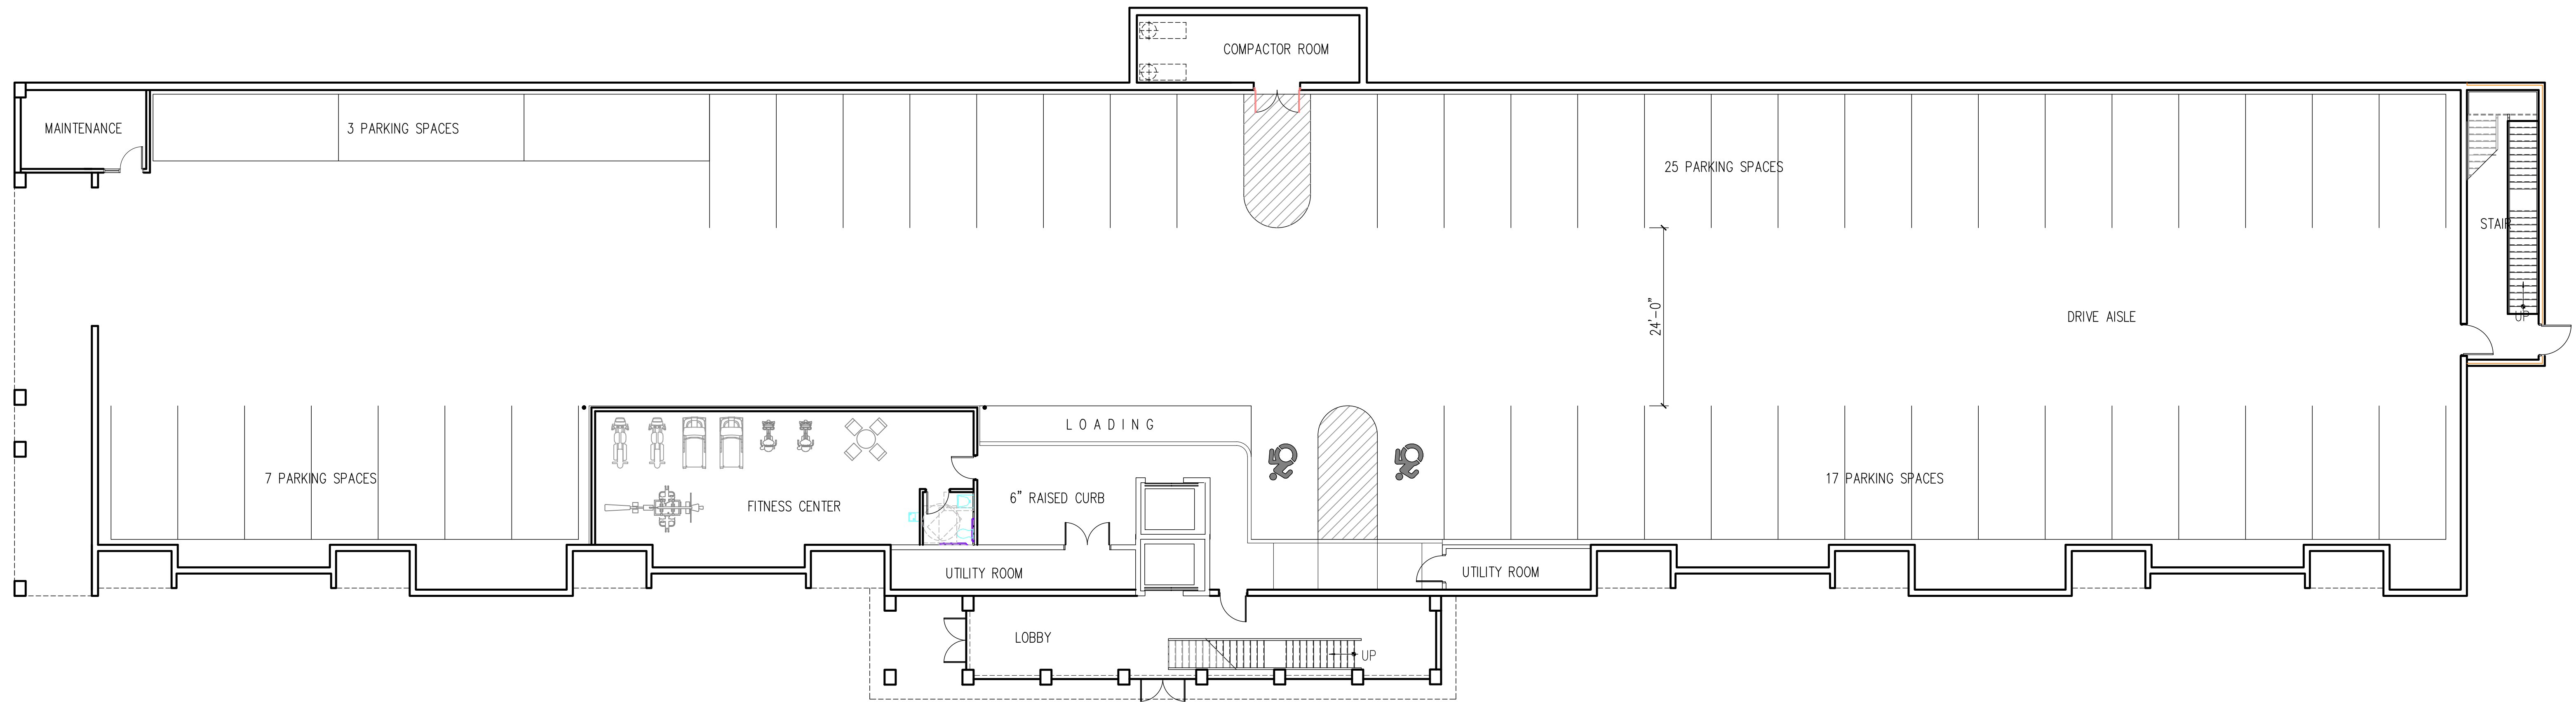 COMPACTOR ROOM
MAINTENANCE
3 PARKING SPACES
25 PARKING SPACES
STAIR
24'-0"
DRIVE AISLE
UP
LOADING
7 PARKING SPACES
FITNESS CENTER
6" RAISED CURB
17 PARKING SPACES
UTILITY ROOM
UTILITY ROOM
LOBBY
UP